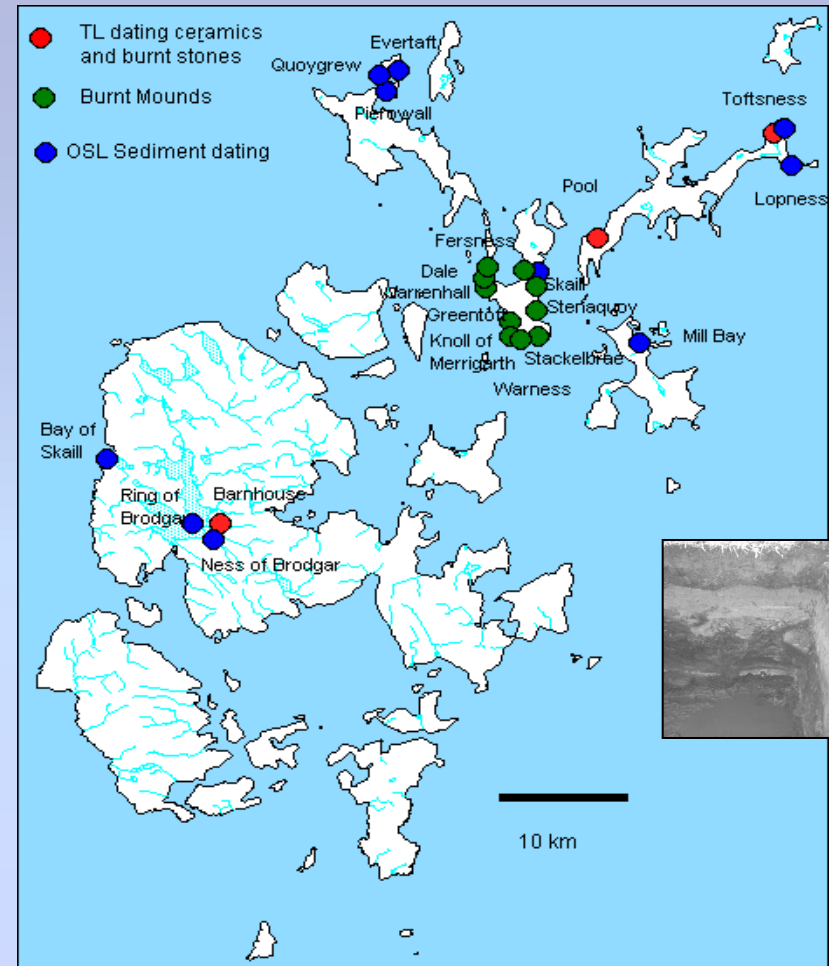 TL dating ceramics
and burnt stones
Burnt Mounds
OSL Sediment dating
Evertaft
Quoygrew
Pierowall
Toftsness
Lopness
Pool
Fersness
Dale
Warrenhall
Skaill
Stenaquoy
Greentoft
Knoll of
Merrigarth
Stackelbrae
Mill Bay
Warness
Bay of
Skaill
Ring of
Brodgar
Barnhouse
Ness of Brodgar
10 km